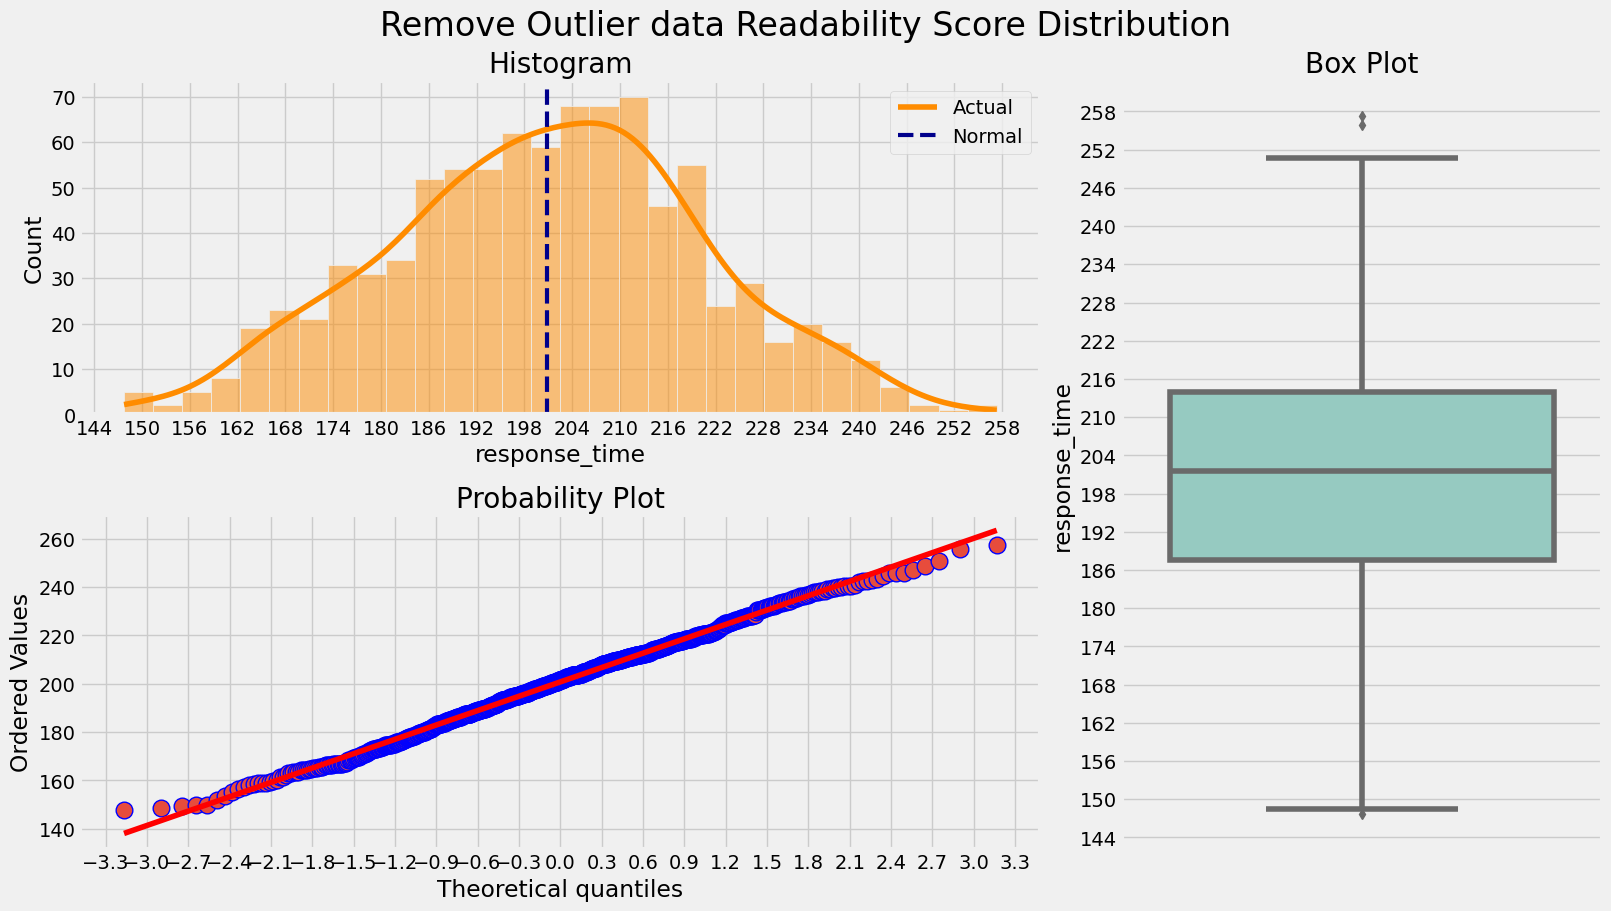 Remove Outlier data Readability Score Distribution
Histogram
70
60
50
40
30
20
10
0
Count
Actual
Normal
144 150 156 162 168 174 180 186 192 198 204 210 216 222 228 234 240 246 252 258
response_time
Probability Plot
260
240
220
200
180
160
140
Ordered Values
−3.3 −3.0 −2.7 −2.4 −2.1 −1.8 −1.5 −1.2 −0.9 −0.6 −0.3 0.0 0.3 0.6 0.9 1.2 1.5 1.8 2.1 2.4 2.7 3.0 3.3
Theoretical quantiles
Box Plot
258
252
246
240
234
228
222
216
210
204
198
192
186
180
174
168
162
156
150
144
response_time